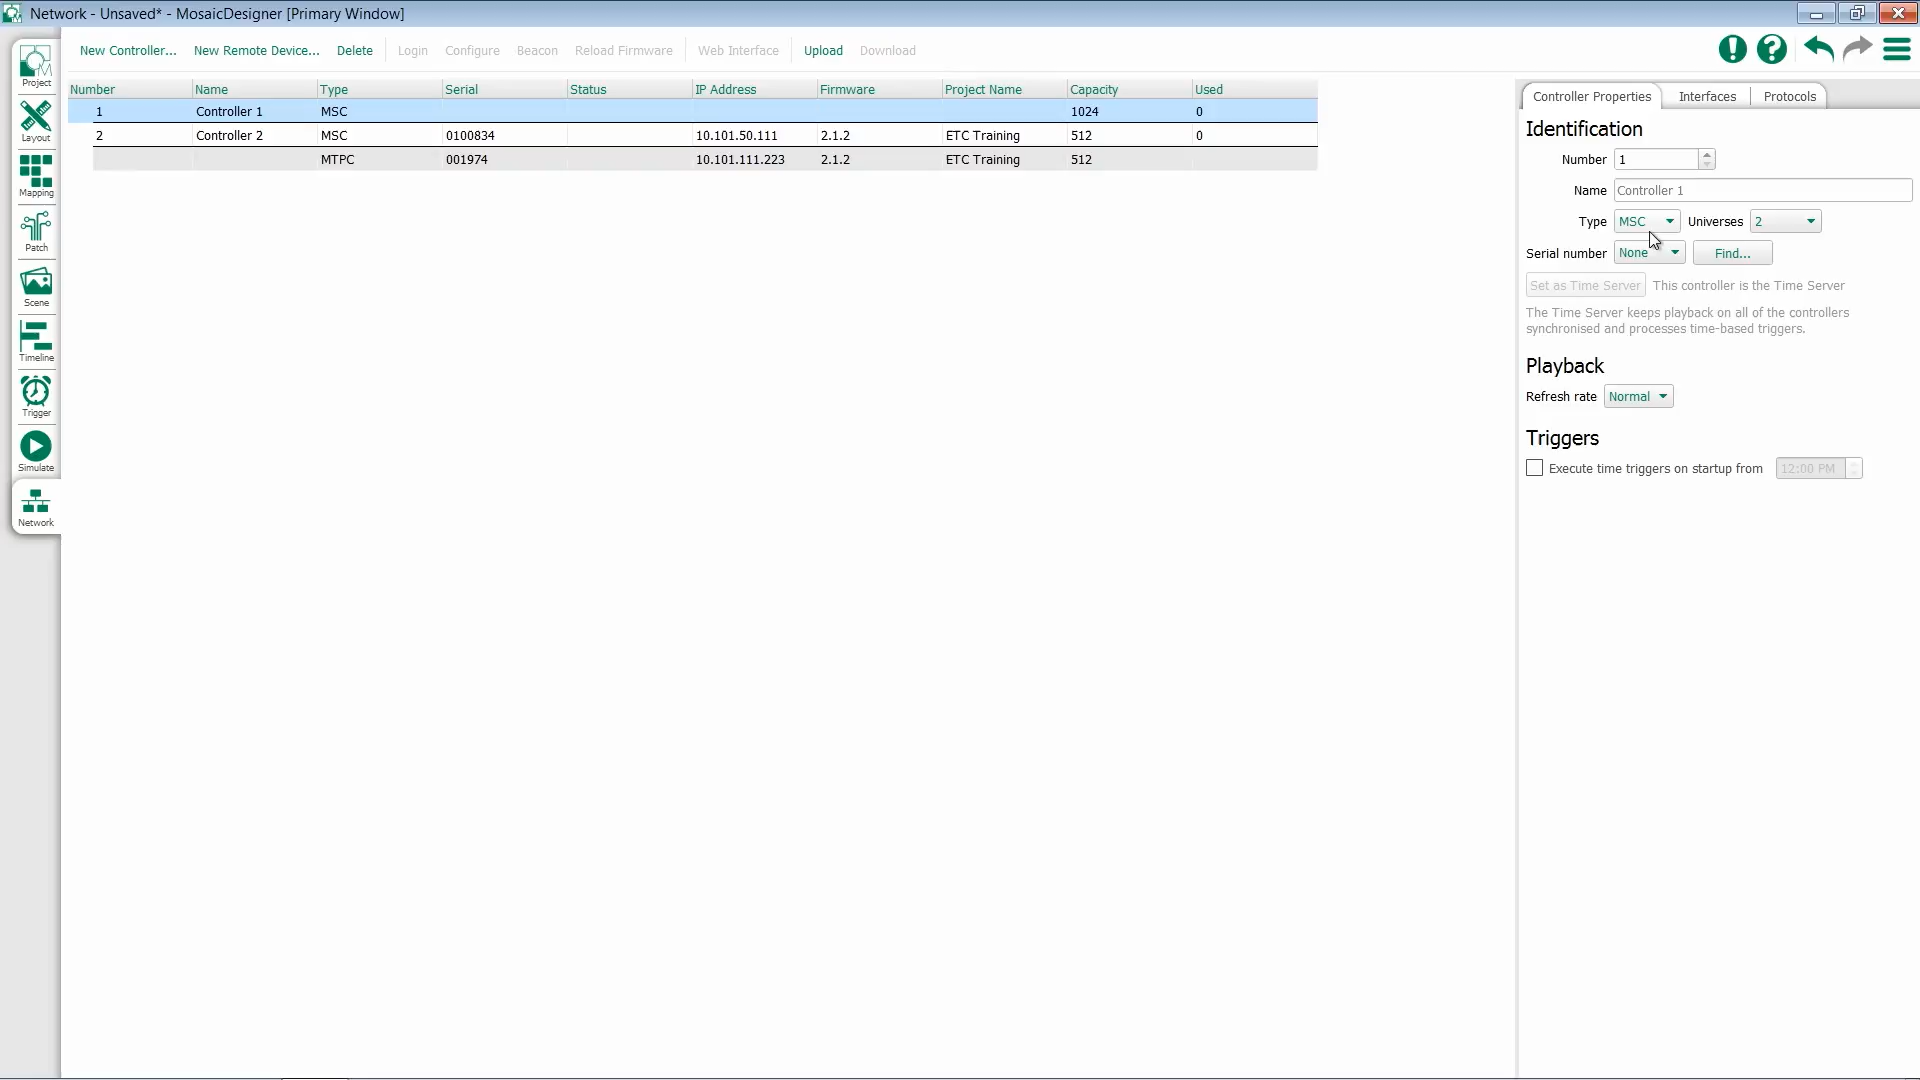 Network - Unsaved* - MosaicDesigner [Primary Window]
New Controller... New Remote Device... Delete Login Configure Beacon Reload Firmware Web Interface Upload Download
Project
Layout
Mapping
Patch
Scene
Timeline
Trigger
Simulate
Network
Number Name Type Serial Status IP Address Firmware Project Name Capacity Used
1 Controller 1 MSC 1024 0
2 Controller 2 MSC 0100834 10.101.50.111 2.1.2 ETC Training 512 0
MTPC 001974 10.101.111.223 2.1.2 ETC Training 512
Controller Properties Interfaces Protocols
Identification
Number 1
Name Controller 1
Type MSC Universes 2
Serial number None Find...
Set as Time Server This controller is the Time Server
The Time Server keeps playback on all of the controllers
synchronised and processes time-based triggers.
Playback
Refresh rate Normal
Triggers
Execute time triggers on startup from 12:00 PM